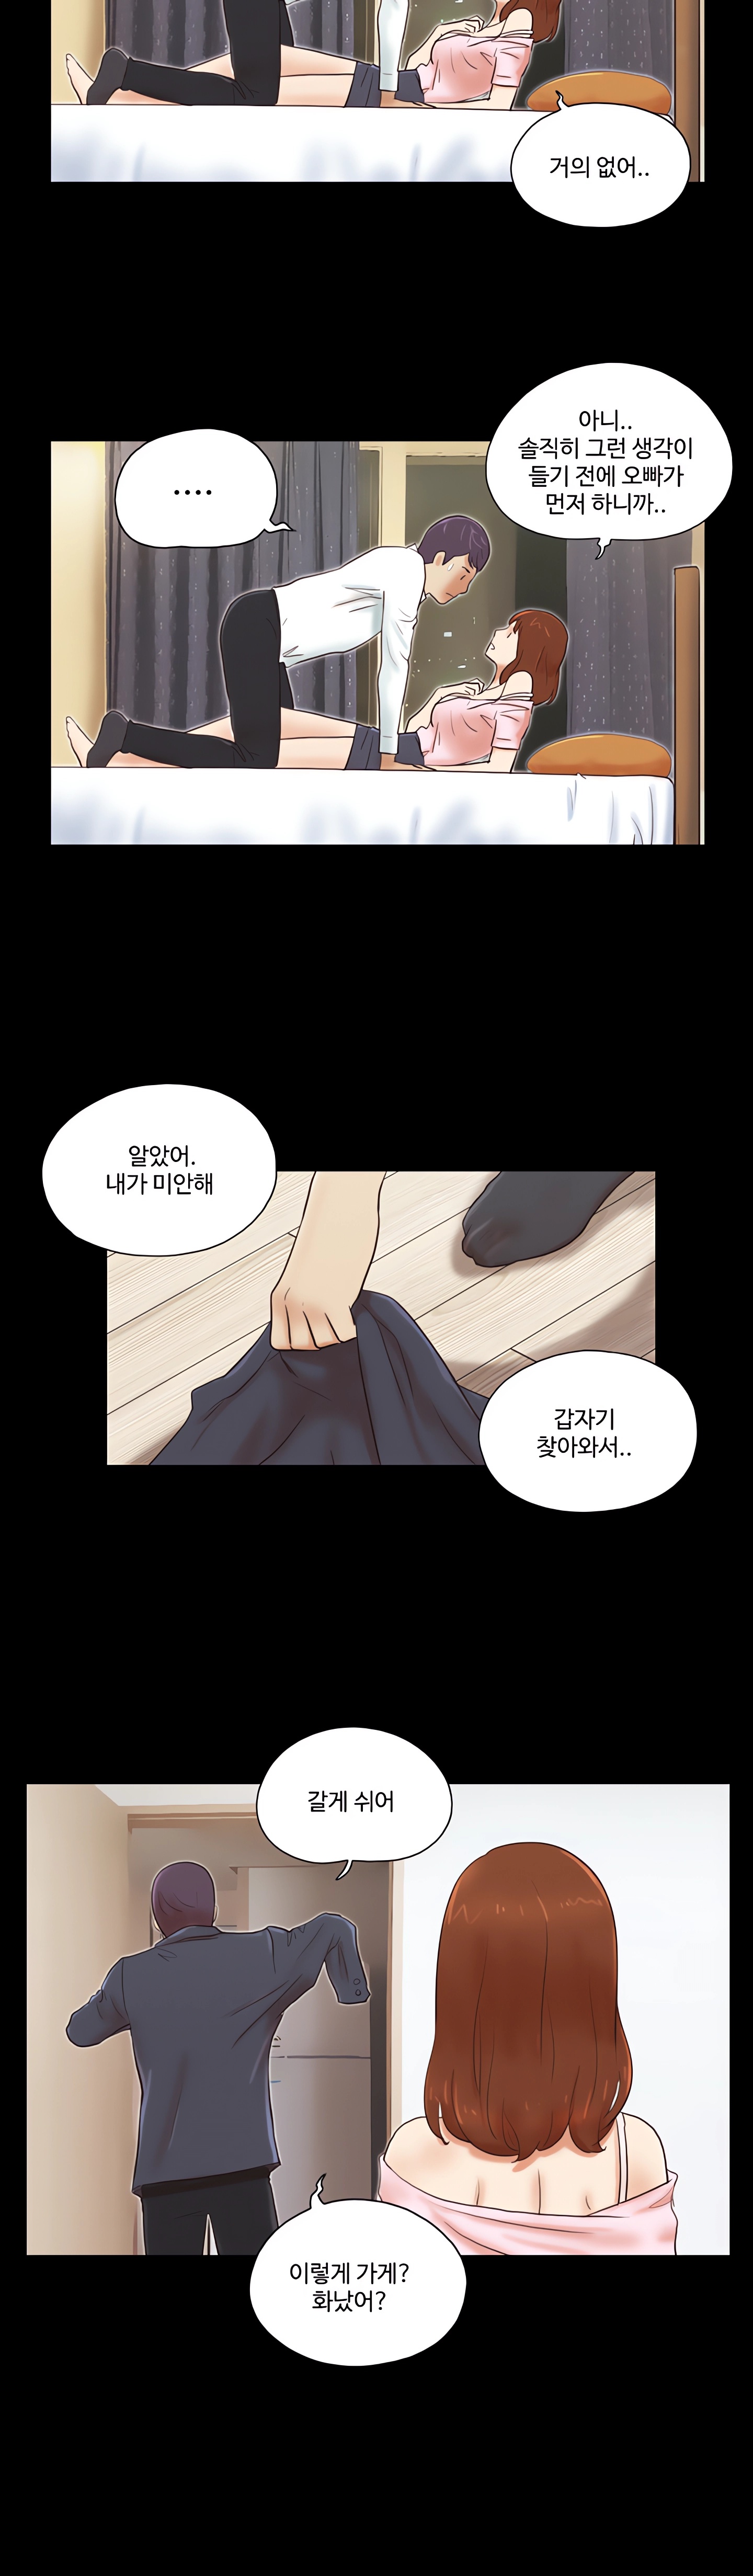 거의 없어..
아니..
솔직히 그런 생각이
들기 전에 오빠가
먼저 하니까..
....
알았어.
내가 미안해
갑자기
찾아와서..
갈게 쉬어
이렇게 가게?
화났어?